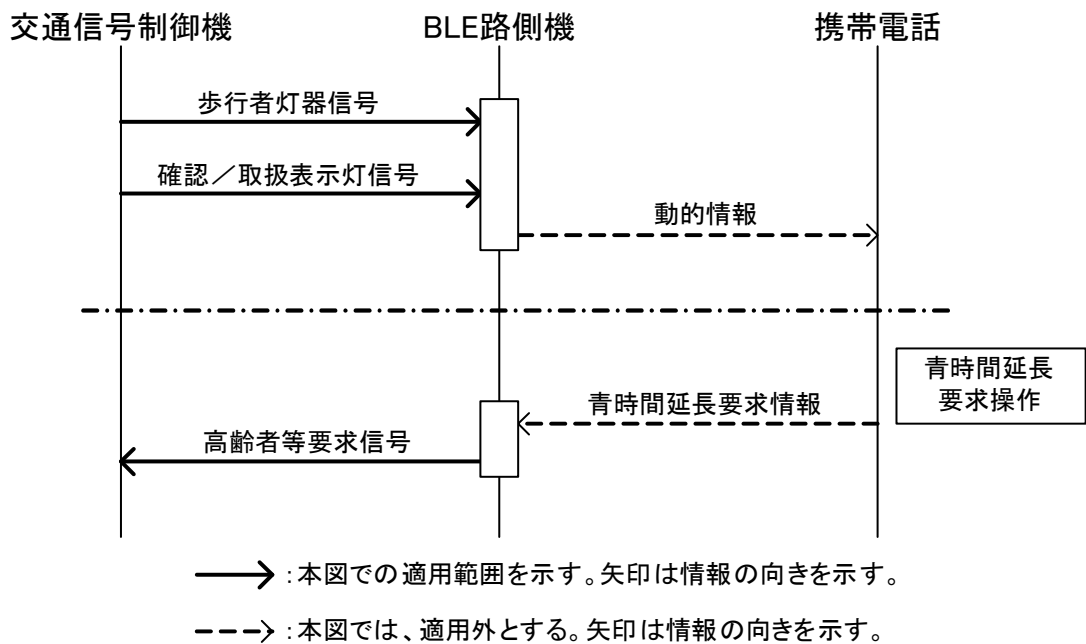 交通信号制御機
BLE路側機
携帯電話
歩行者灯器信号
確認／取扱表示灯信号
動的情報
青時間延長
要求操作
青時間延長要求情報
高齢者等要求信号
：本図での適用範囲を示す。矢印は情報の向きを示す。
：本図では、適用外とする。矢印は情報の向きを示す。